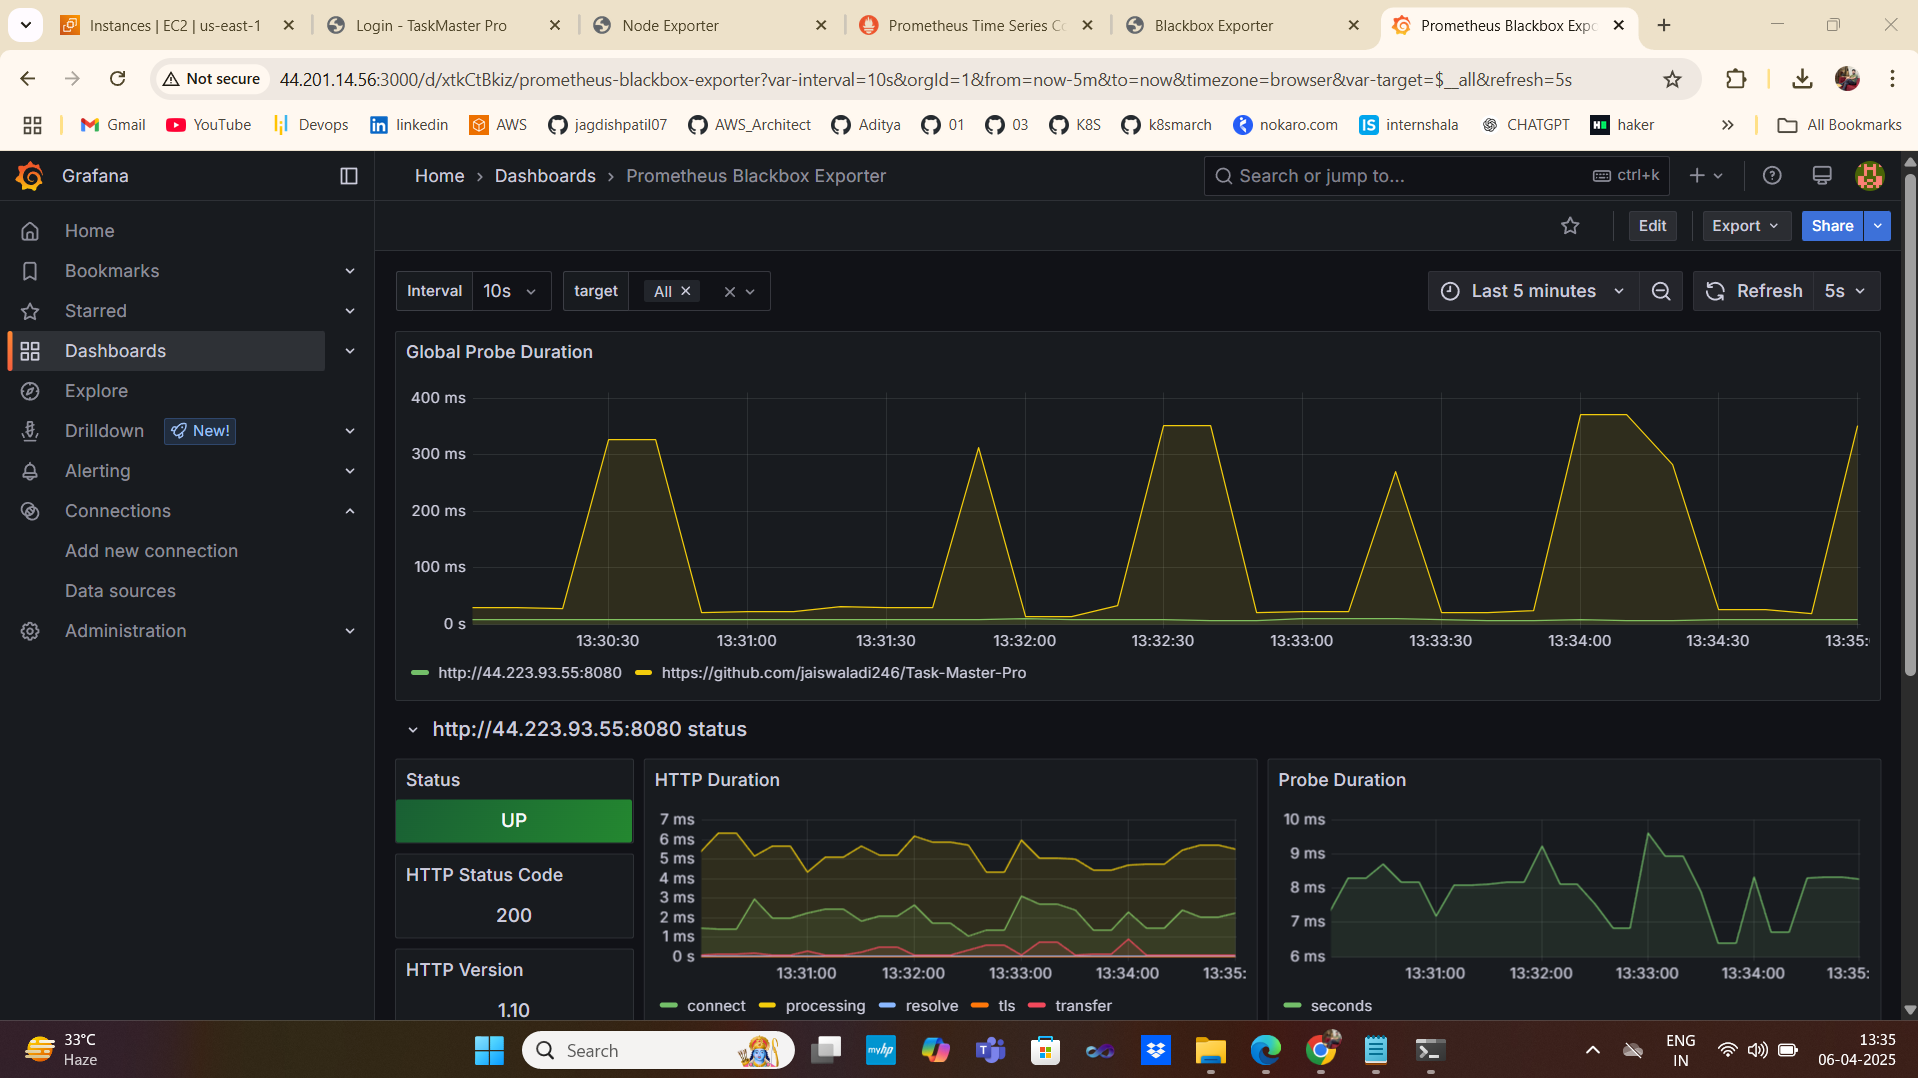 Instances | EC2 | us-east-1
Login - TaskMaster Pro
Node Exporter
Prometheus Time Series Co
Blackbox Exporter
Prometheus Blackbox Expo
Not secure
44.201.14.56:3000/d/xtkCtBkiz/prometheus-blackbox-exporter?var-interval=10s&orgId=1&from=now-5m&to=now&timezone=browser&var-target=$__all&refresh=5s
Gmail
YouTube
Devops
linkedin
AWS
jagdishpatil07
AWS_Architect
Aditya
01
03
K8S
k8smarch
nokaro.com
internshala
CHATGPT
haker
All Bookmarks
Grafana
Home
Dashboards
Prometheus Blackbox Exporter
Search or jump to...
ctrl+k
Edit
Export
Share
Home
Bookmarks
Starred
Dashboards
Explore
Drilldown
New!
Alerting
Connections
Add new connection
Data sources
Administration
Interval
10s
target
All
Last 5 minutes
Refresh
5s
Global Probe Duration
400 ms
300 ms
200 ms
100 ms
0 s
13:30:30
13:31:00
13:31:30
13:32:00
13:32:30
13:33:00
13:33:30
13:34:00
13:34:30
13:35:
http://44.223.93.55:8080
https://github.com/jaiswaladi246/Task-Master-Pro
http://44.223.93.55:8080 status
Status
UP
HTTP Status Code
200
HTTP Version
1.10
HTTP Duration
7 ms
6 ms
5 ms
4 ms
3 ms
2 ms
1 ms
0 s
13:31:00
13:32:00
13:33:00
13:34:00
13:35:
connect
processing
resolve
tls
transfer
Probe Duration
10 ms
9 ms
8 ms
7 ms
6 ms
13:31:00
13:32:00
13:33:00
13:34:00
13:35:
seconds
33°C
Haze
Search
myhp
ENG
IN
13:35
06-04-2025